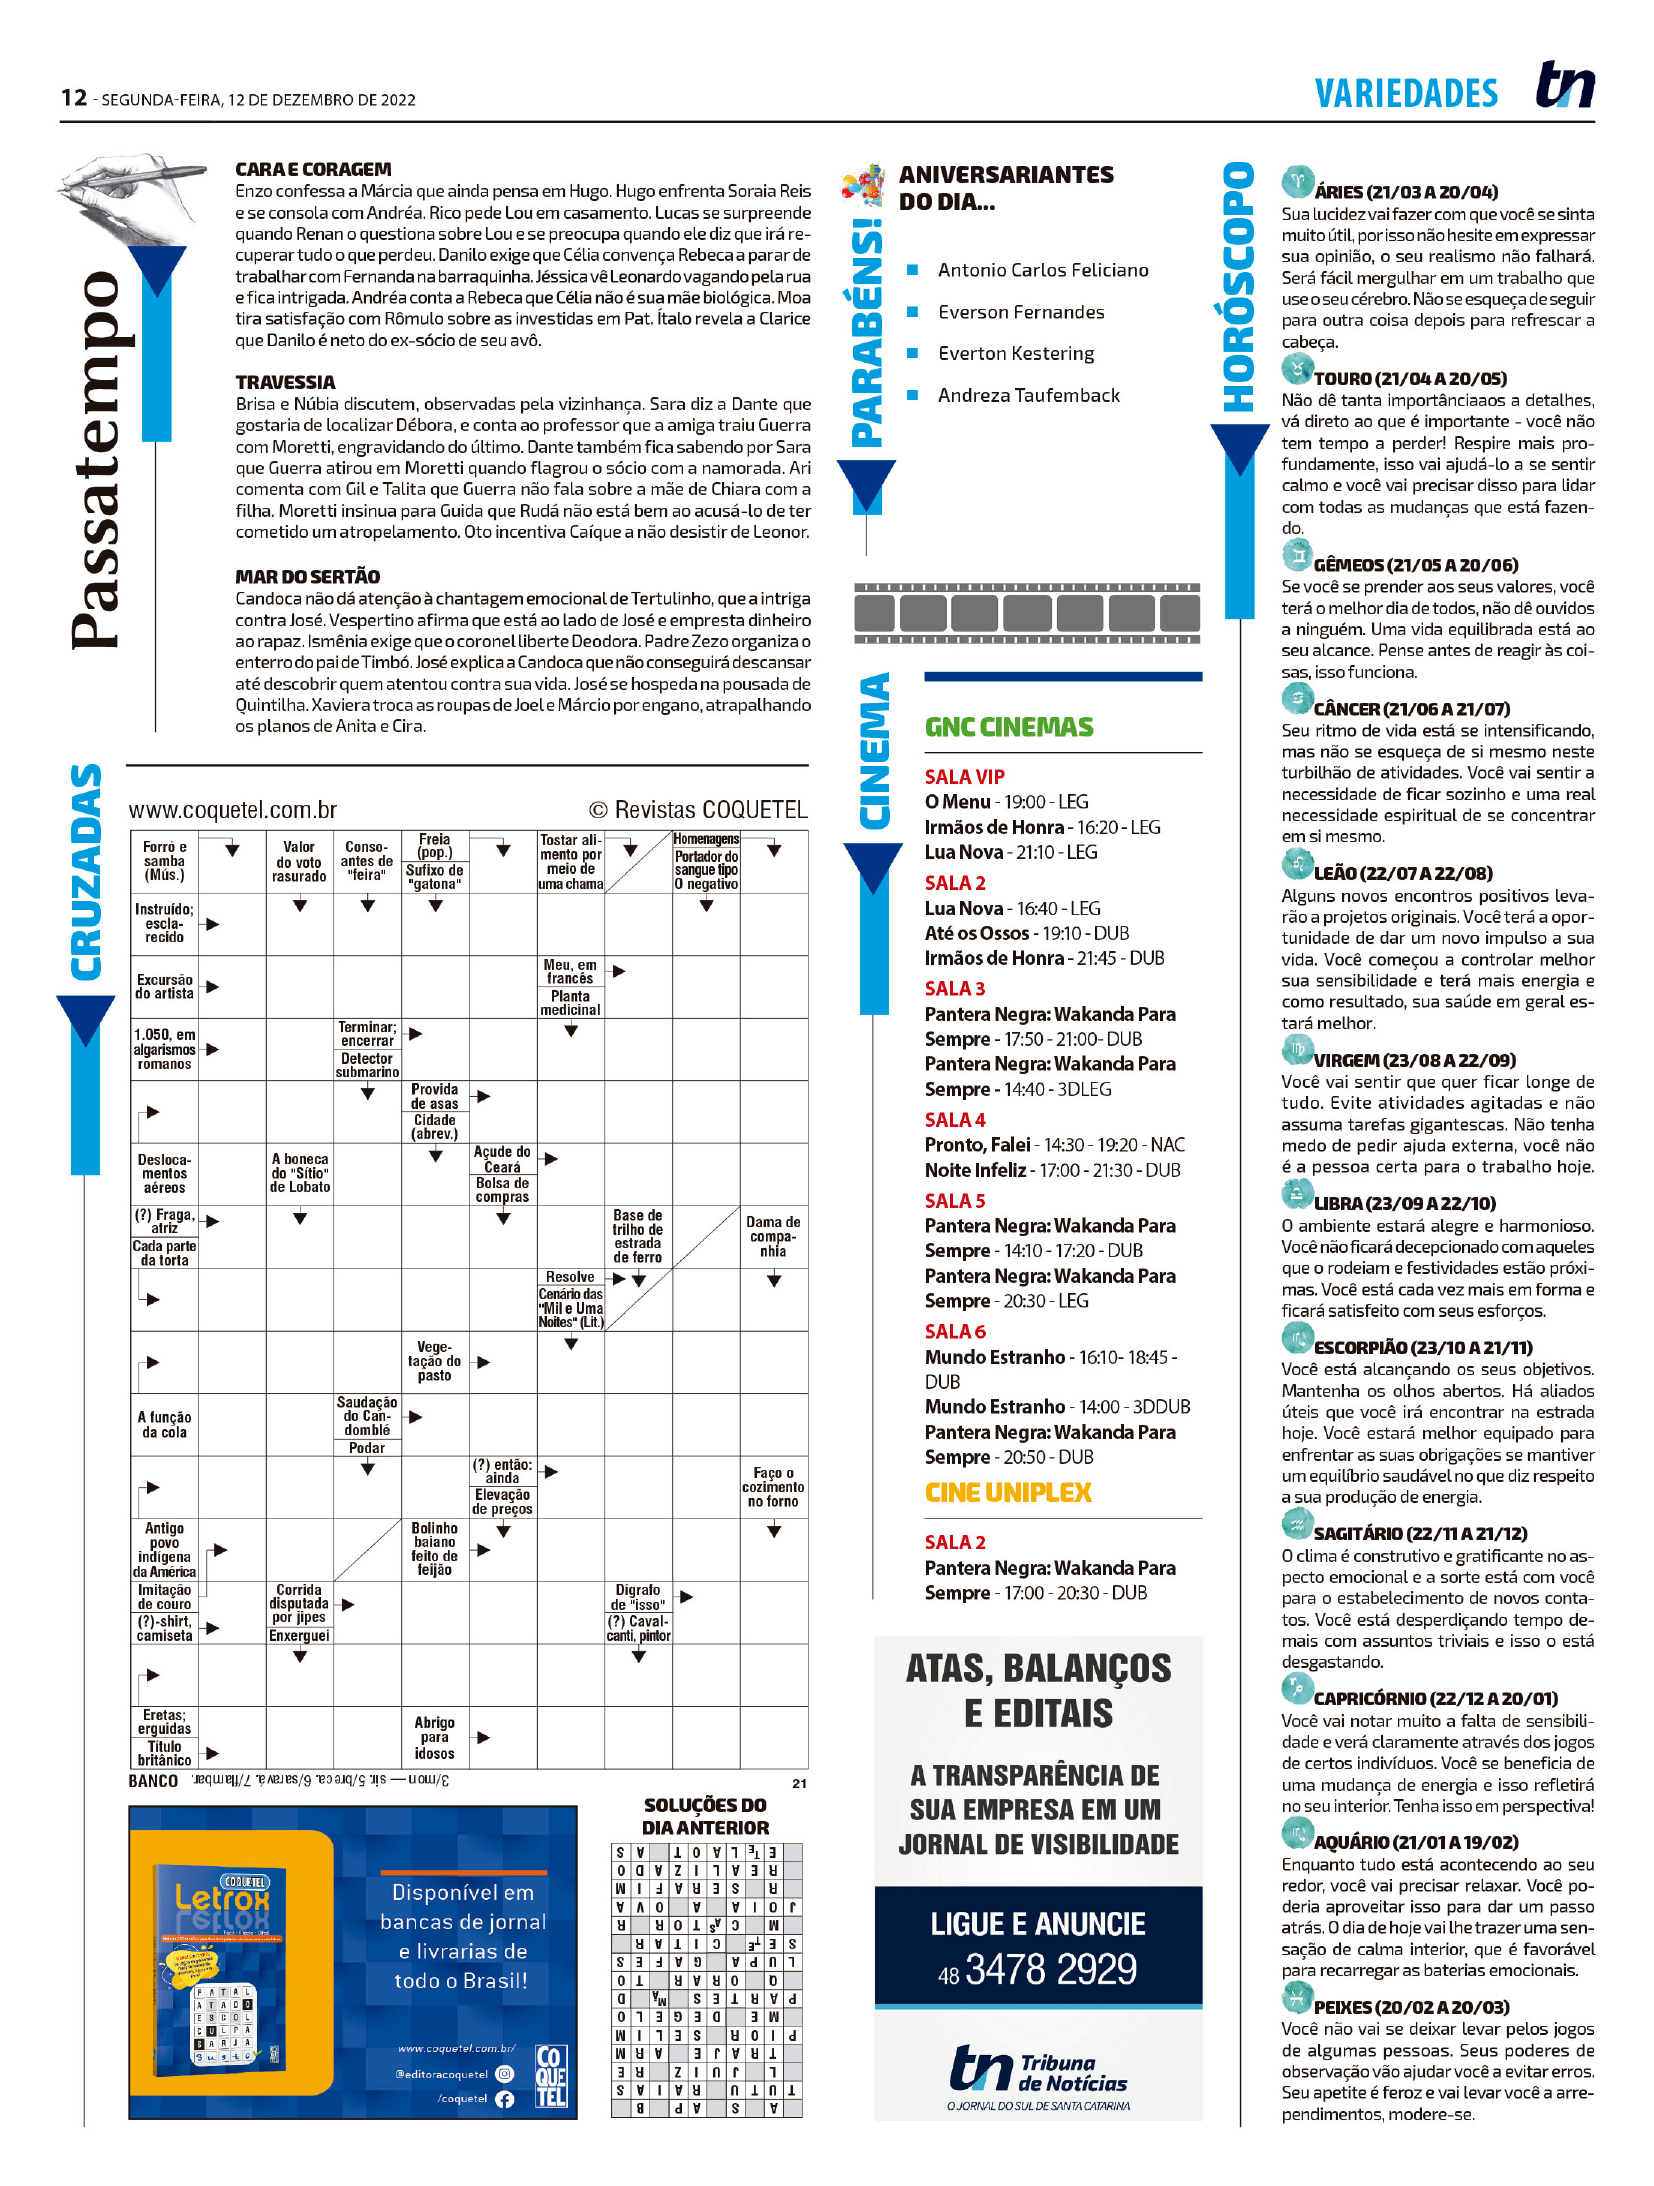 12 - SEGUNDA-FEIRA, 12 DE DEZEMBRO DE 2022
VARIEDADES
tn
Passatempo
CARA E CORAGEM
Enzo confessa a Márcia que ainda pensa em Hugo. Hugo enfrenta Soraia Reis
e se consola com Andréa. Rico pede Lou em casamento. Lucas se surpreende
quando Renan o questiona sobre Lou e se preocupa quando ele diz que irá re-
cuperar tudo o que perdeu. Danilo exige que Célia convença Rebeca a parar de
trabalhar com Fernanda na barraquinha. Jéssica vê Leonardo vagando pela rua
e fica intrigada. Andréa conta a Rebeca que Célia não é sua mãe biológica. Moa
tira satisfação com Rômulo sobre as investidas em Pat. Ítalo revela a Clarice
que Danilo é neto do ex-sócio de seu avô.
TRAVESSIA
Brisa e Núbia discutem, observadas pela vizinhança. Sara diz a Dante que
gostaria de localizar Débora, e conta ao professor que a amiga traiu Guerra
com Moretti, engravidando do último. Dante também fica sabendo por Sara
que Guerra atirou em Moretti quando flagrou o sócio com a namorada. Ari
comenta com Gil e Talita que Guerra não fala sobre a mãe de Chiara com a
filha. Moretti insinua para Guida que Rudá não está bem ao acusá-lo de ter
cometido um atropelamento. Oto incentiva Caíque a não desistir de Leonor.
MAR DO SERTÃO
Candoca não dá atenção à chantagem emocional de Tertulinho, que a intriga
contra José. Vespertino afirma que está ao lado de José e empresta dinheiro
ao rapaz. Ismênia exige que o coronel liberte Deodora. Padre Zezo organiza o
enterro do pai de Timbó. José explica a Candoca que não conseguirá descansar
até descobrir quem atentou contra sua vida. José se hospeda na pousada de
Quintilha. Xaviera troca as roupas de Joel e Márcio por engano, atrapalhando
os planos de Anita e Cira.
CRUZADAS
www.coquetel.com.br
© Revistas COQUETEL
Forró e
samba
(Mús.)
Valor
do voto
rasurado
Conso-
antes de
"feira"
Freia
(pop.)
Sufixo de
"gatona"
Tostar ali-
mento por
meio de
uma chama
Homenagens
Portador do
sangue tipo
O negativo
Instruído;
escla-
recido
Excursão
do artista
Meu, em
francês
Planta
medicinal
1.050, em
algarismos
romanos
Terminar;
encerrar
Detector
submarino
Provida
de asas
Cidade
(abrev.)
Desloca-
mentos
aéreos
A boneca
do "Sítio"
de Lobato
Açude do
Ceará
Bolsa de
compras
(?) Fraga,
atriz
Cada parte
da torta
Base de
trilho de
estrada
de ferro
Dama de
compa-
nhia
Resolve
Cenário das
"Mil e Uma
Noites" (Lit.)
Vege-
tação do
pasto
A função
da cola
Saudação
do Can-
domblé
Podar
(?) então:
ainda
Elevação
de preços
Faço o
cozimento
no forno
Antigo
povo
indígena
da América
Bolinho
baiano
feito de
feijão
Imitação
de couro
(?)-shirt,
camiseta
Corrida
disputada
por jipes
Enxerguei
Dígrafo
de "isso"
(?) Caval-
canti, pintor
Eretas;
erguidas
Título
britânico
Abrigo
para
idosos
BANCO
3/mon — sir. 5/breca. 6/saravá. 7/flambar.
21
COQUETEL
Letrox
FATAL
ATADO
ESCOL
CULPA
SARJA
Susto
Disponível em
bancas de jornal
e livrarias de
todo o Brasil!
www.coquetel.com.br/
@editoracoquetel
/coquetel
CO
QUE
TEL
SOLUÇÕES DO
DIA ANTERIOR
PARABÉNS!
ANIVERSARIANTES
DO DIA...
Antonio Carlos Feliciano
Everson Fernandes
Everton Kestering
Andreza Taufemback
CINEMA
GNC CINEMAS
SALA VIP
O Menu - 19:00 - LEG
Irmãos de Honra - 16:20 - LEG
Lua Nova - 21:10 - LEG
SALA 2
Lua Nova - 16:40 - LEG
Até os Ossos - 19:10 - DUB
Irmãos de Honra - 21:45 - DUB
SALA 3
Pantera Negra: Wakanda Para
Sempre - 17:50 - 21:00- DUB
Pantera Negra: Wakanda Para
Sempre - 14:40 - 3DLEG
SALA 4
Pronto, Falei - 14:30 - 19:20 - NAC
Noite Infeliz - 17:00 - 21:30 - DUB
SALA 5
Pantera Negra: Wakanda Para
Sempre - 14:10 - 17:20 - DUB
Pantera Negra: Wakanda Para
Sempre - 20:30 - LEG
SALA 6
Mundo Estranho - 16:10- 18:45 -
DUB
Mundo Estranho - 14:00 - 3DDUB
Pantera Negra: Wakanda Para
Sempre - 20:50 - DUB
CINE UNIPLEX
SALA 2
Pantera Negra: Wakanda Para
Sempre - 17:00 - 20:30 - DUB
ATAS, BALANÇOS
E EDITAIS
A TRANSPARÊNCIA DE
SUA EMPRESA EM UM
JORNAL DE VISIBILIDADE
LIGUE E ANUNCIE
48 3478 2929
tn Tribuna
de Notícias
O JORNAL DO SUL DE SANTA CATARINA
HORÓSCOPO
ÁRIES (21/03 A 20/04)
Sua lucidez vai fazer com que você se sinta
muito útil, por isso não hesite em expressar
sua opinião, o seu realismo não falhará.
Será fácil mergulhar em um trabalho que
use o seu cérebro. Não se esqueça de seguir
para outra coisa depois para refrescar a
cabeça.
TOURO (21/04 A 20/05)
Não dê tanta importânciaaos a detalhes,
vá direto ao que é importante - você não
tem tempo a perder! Respire mais pro-
fundamente, isso vai ajudá-lo a se sentir
calmo e você vai precisar disso para lidar
com todas as mudanças que está fazen-
do.
GÊMEOS (21/05 A 20/06)
Se você se prender aos seus valores, você
terá o melhor dia de todos, não dê ouvidos
a ninguém. Uma vida equilibrada está ao
seu alcance. Pense antes de reagir às coi-
sas, isso funciona.
CÂNCER (21/06 A 21/07)
Seu ritmo de vida está se intensificando,
mas não se esqueça de si mesmo neste
turbilhão de atividades. Você vai sentir a
necessidade de ficar sozinho e uma real
necessidade espiritual de se concentrar
em si mesmo.
LEÃO (22/07 A 22/08)
Alguns novos encontros positivos leva-
rão a projetos originais. Você terá a opor-
tunidade de dar um novo impulso a sua
vida. Você começou a controlar melhor
sua sensibilidade e terá mais energia e
como resultado, sua saúde em geral es-
tará melhor.
VIRGEM (23/08 A 22/09)
Você vai sentir que quer ficar longe de
tudo. Evite atividades agitadas e não
assuma tarefas gigantescas. Não tenha
medo de pedir ajuda externa, você não
é a pessoa certa para o trabalho hoje.
LIBRA (23/09 A 22/10)
O ambiente estará alegre e harmonioso.
Você não ficará decepcionado com aqueles
que o rodeiam e festividades estão próxi-
mas. Você está cada vez mais em forma e
ficará satisfeito com seus esforços.
ESCORPIÃO (23/10 A 21/11)
Você está alcançando os seus objetivos.
Mantenha os olhos abertos. Há aliados
úteis que você irá encontrar na estrada
hoje. Você estará melhor equipado para
enfrentar as suas obrigações se mantiver
um equilíbrio saudável no que diz respeito
a sua produção de energia.
SAGITÁRIO (22/11 A 21/12)
O clima é construtivo e gratificante no as-
pecto emocional e a sorte está com você
para o estabelecimento de novos conta-
tos. Você está desperdiçando tempo de-
mais com assuntos triviais e isso o está
desgastando.
CAPRICÓRNIO (22/12 A 20/01)
Você vai notar muito a falta de sensibili-
dade e verá claramente através dos jogos
de certos indivíduos. Você se beneficia de
uma mudança de energia e isso refletirá
no seu interior. Tenha isso em perspectiva!
AQUÁRIO (21/01 A 19/02)
Enquanto tudo está acontecendo ao seu
redor, você vai precisar relaxar. Você po-
deria aproveitar isso para dar um passo
atrás. O dia de hoje vai lhe trazer uma sen-
sação de calma interior, que é favorável
para recarregar as baterias emocionais.
PEIXES (20/02 A 20/03)
Você não vai se deixar levar pelos jogos
de algumas pessoas. Seus poderes de
observação vão ajudar você a evitar erros.
Seu apetite é feroz e vai levar você a arre-
pendimentos, modere-se.